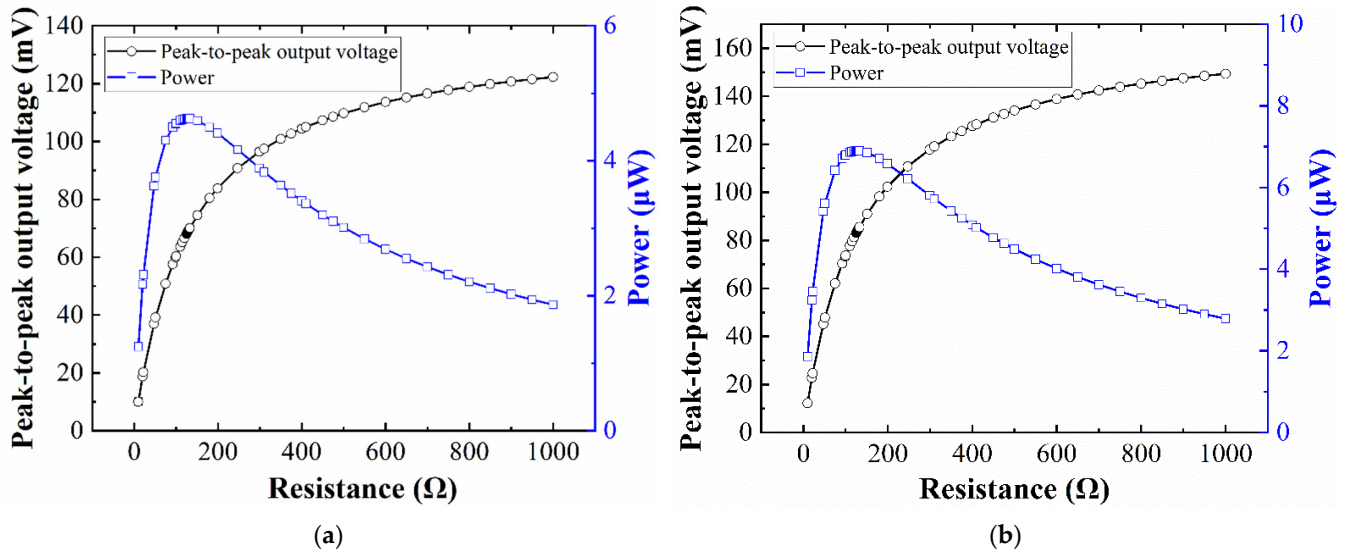 Peak-to-peak output voltage (mV)
140
120
100
80
60
40
20
0
Peak-to-peak output voltage
Power
6
4
2
0
Power (μW)
0 200 400 600 800 1000
Resistance (Ω)
(a)
Peak-to-peak output voltage (mV)
160
140
120
100
80
60
40
20
0
Peak-to-peak output voltage
Power
10
8
6
4
2
0
Power (μW)
0 200 400 600 800 1000
Resistance (Ω)
(b)